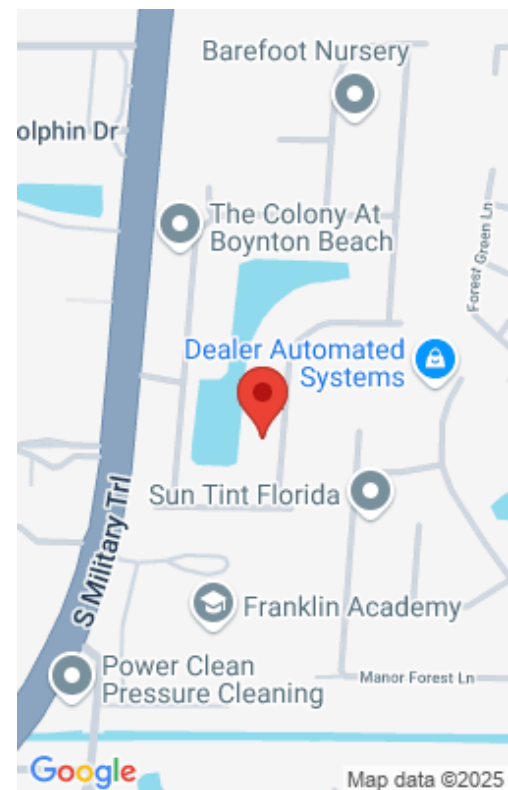 Barefoot Nursery
olphin Dr
The Colony At
Boynton Beach
Forest Green Ln
Dealer Automated
Systems
Sun Tint Florida
S Military Trl
Franklin Academy
Power Clean
Pressure Cleaning
Manor Forest Ln
Google
Map data ©2025